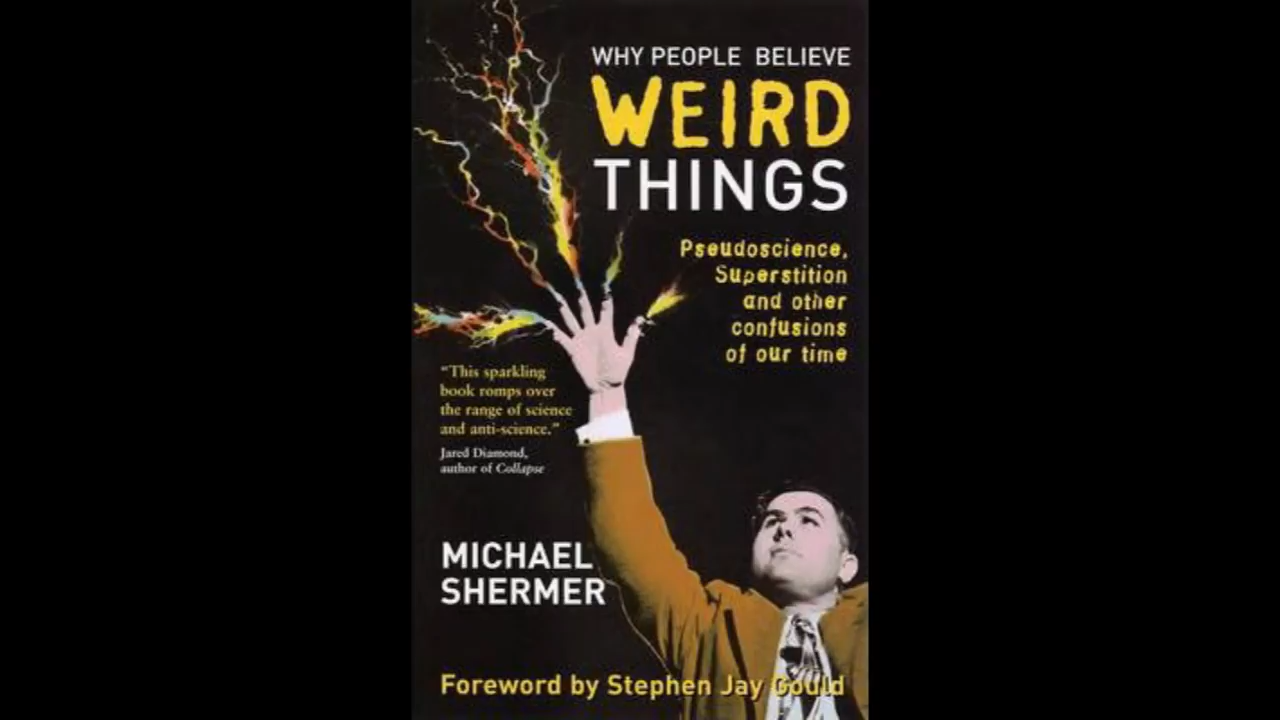 WHY PEOPLE BELIEVE
WEIRD
THINGS
Pseudoscience,
Superstition
and other
confusions
of our time
“This sparkling
book romps over
the range of science
and anti-science.”
Jared Diamond,
author of Collapse
MICHAEL
SHERMER
Foreword by Stephen Jay Gould